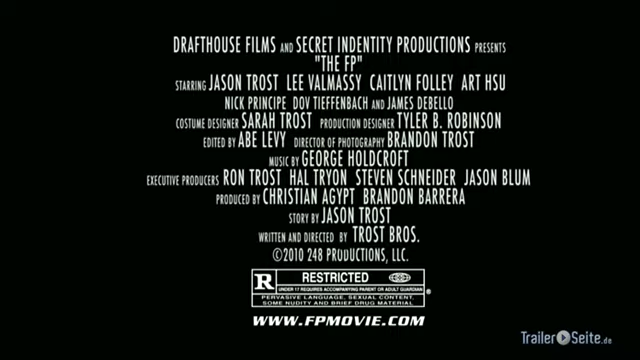 DRAFTHOUSE FILMS AND SECRET INDENTITY PRODUCTIONS PRESENTS
"THE FP"
STARRING JASON TROST LEE VALMASSY CAITLYN FOLLEY ART HSU
NICK PRINCIPE DOV TIEFFENBACH AND JAMES DEBELLO
COSTUME DESIGNER SARAH TROST PRODUCTION DESIGNER TYLER B. ROBINSON
EDITED BY ABE LEVY DIRECTOR OF PHOTOGRAPHY BRANDON TROST
MUSIC BY GEORGE HOLDCROFT
EXECUTIVE PRODUCERS RON TROST HAL TRYON STEVEN SCHNEIDER JASON BLUM
PRODUCED BY CHRISTIAN AGYPT BRANDON BARRERA
STORY BY JASON TROST
WRITTEN AND DIRECTED BY TROST BROS.
©2010 248 PRODUCTIONS, LLC.
R RESTRICTED
UNDER 17 REQUIRES ACCOMPANYING PARENT OR ADULT GUARDIAN
PERVASIVE LANGUAGE, SEXUAL CONTENT,
SOME NUDITY AND BRIEF DRUG MATERIAL
®
WWW.FPMOVIE.COM
TrailerSeite.de